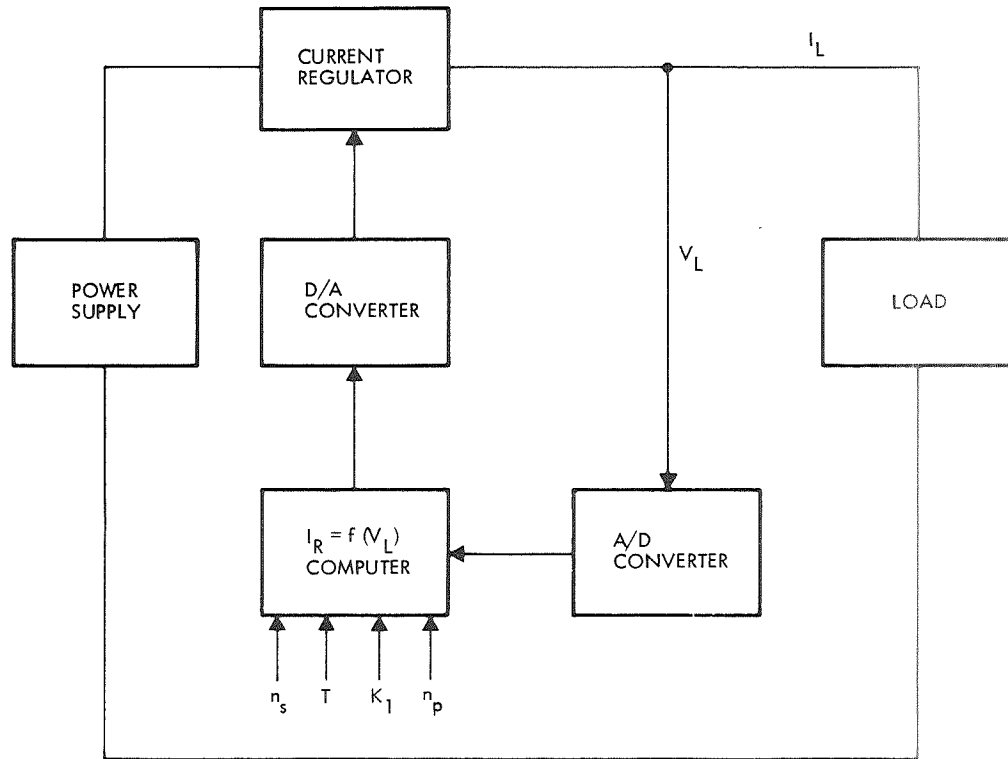 CURRENT
REGULATOR
I_L
POWER
SUPPLY
D/A
CONVERTER
V_L
LOAD
I_R = f (V_L)
COMPUTER
A/D
CONVERTER
n_s T K_1 n_p